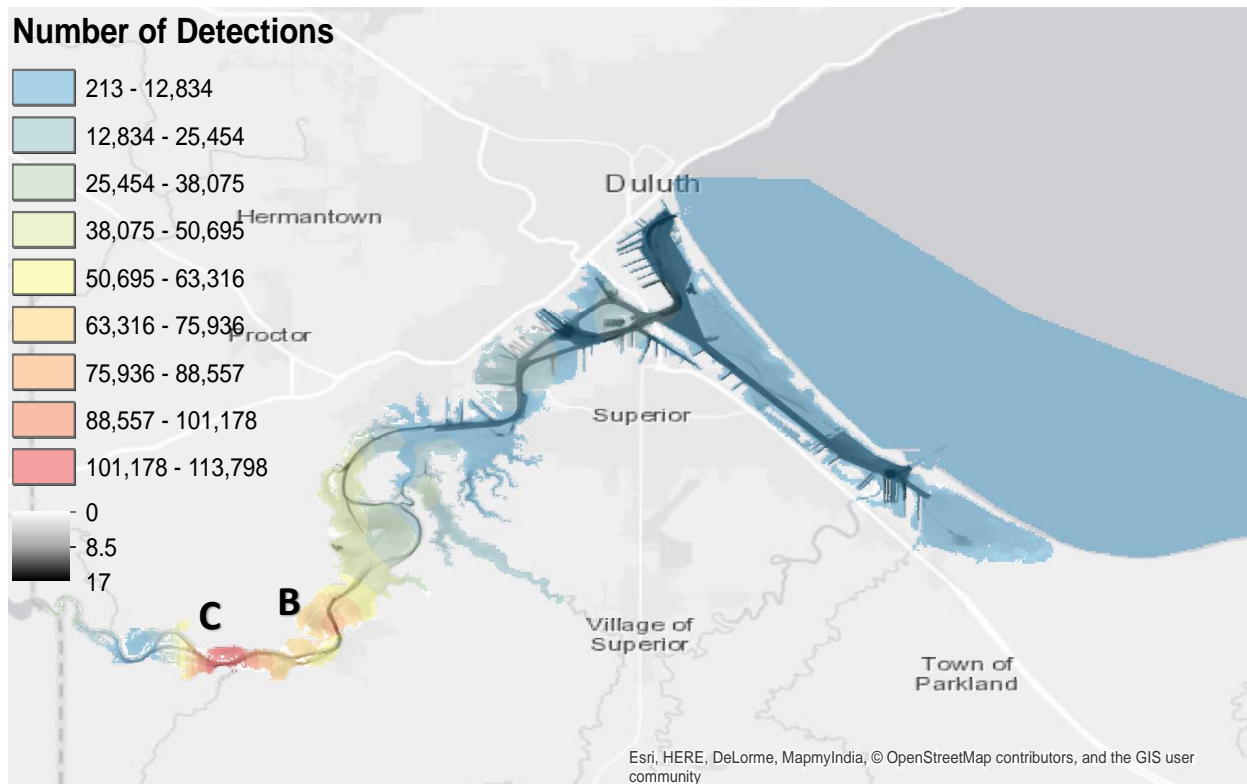 Number of Detections
213 - 12,834
12,834 - 25,454
25,454 - 38,075
38,075 - 50,695
50,695 - 63,316
63,316 - 75,936
75,936 - 88,557
88,557 - 101,178
101,178 - 113,798
0
8.5
17
Duluth
Hermantown
Proctor
Superior
C
B
Village of
Superior
Town of
Parkland
Esri, HERE, DeLorme, MapmyIndia, © OpenStreetMap contributors, and the GIS user
community